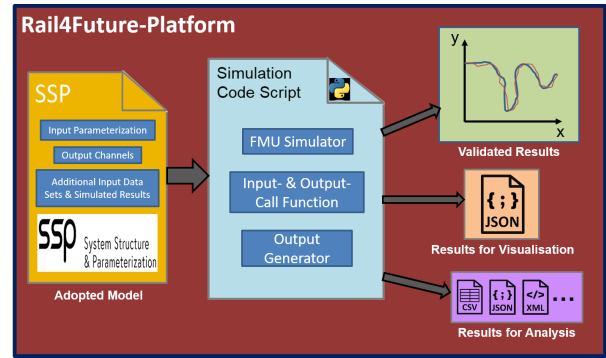 Rail4Future-Platform
SSP
Input Parameterization
Output Channels
Additional Input Data
Sets & Simulated Results
ssp System Structure
& Parameterization
Adopted Model
Simulation
Code Script
FMU Simulator
Input- & Output-
Call Function
Output
Generator
y
x
Validated Results
{ ; }
JSON
Results for Visualisation
CSV
{ ; }
JSON
</>
XML
...
Results for Analysis